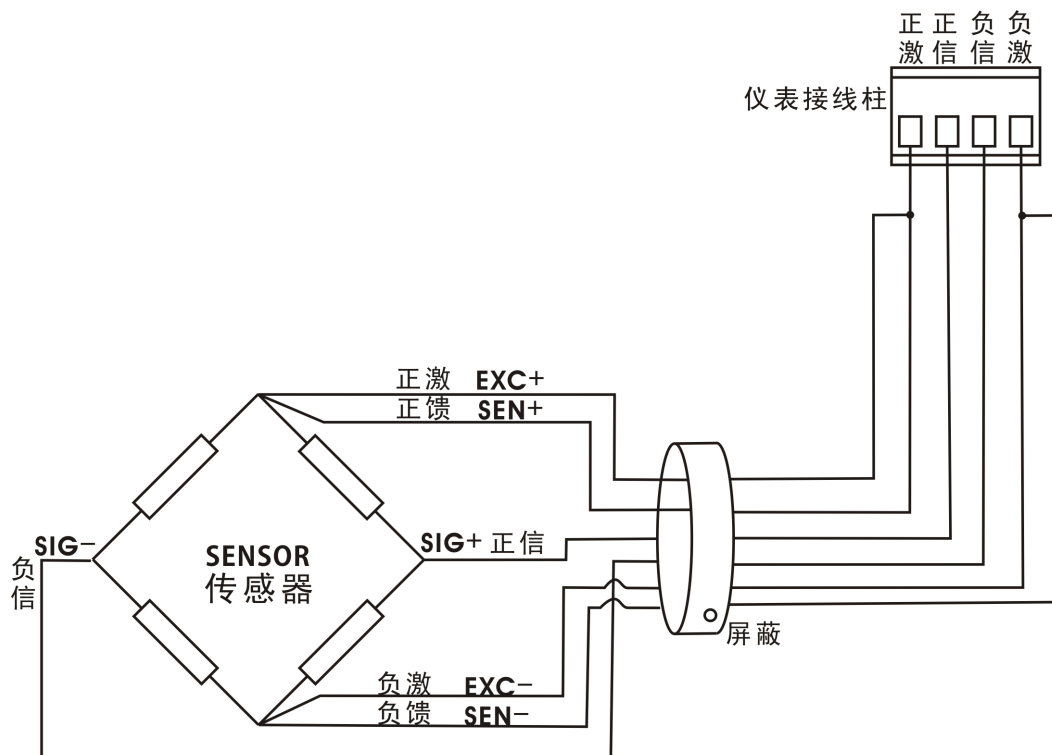 正激 正信 负信 负激
仪表接线柱
正激 EXC+
正馈 SEN+
SIG−
负信
SENSOR
传感器
SIG+ 正信
屏蔽
负激 EXC−
负馈 SEN−